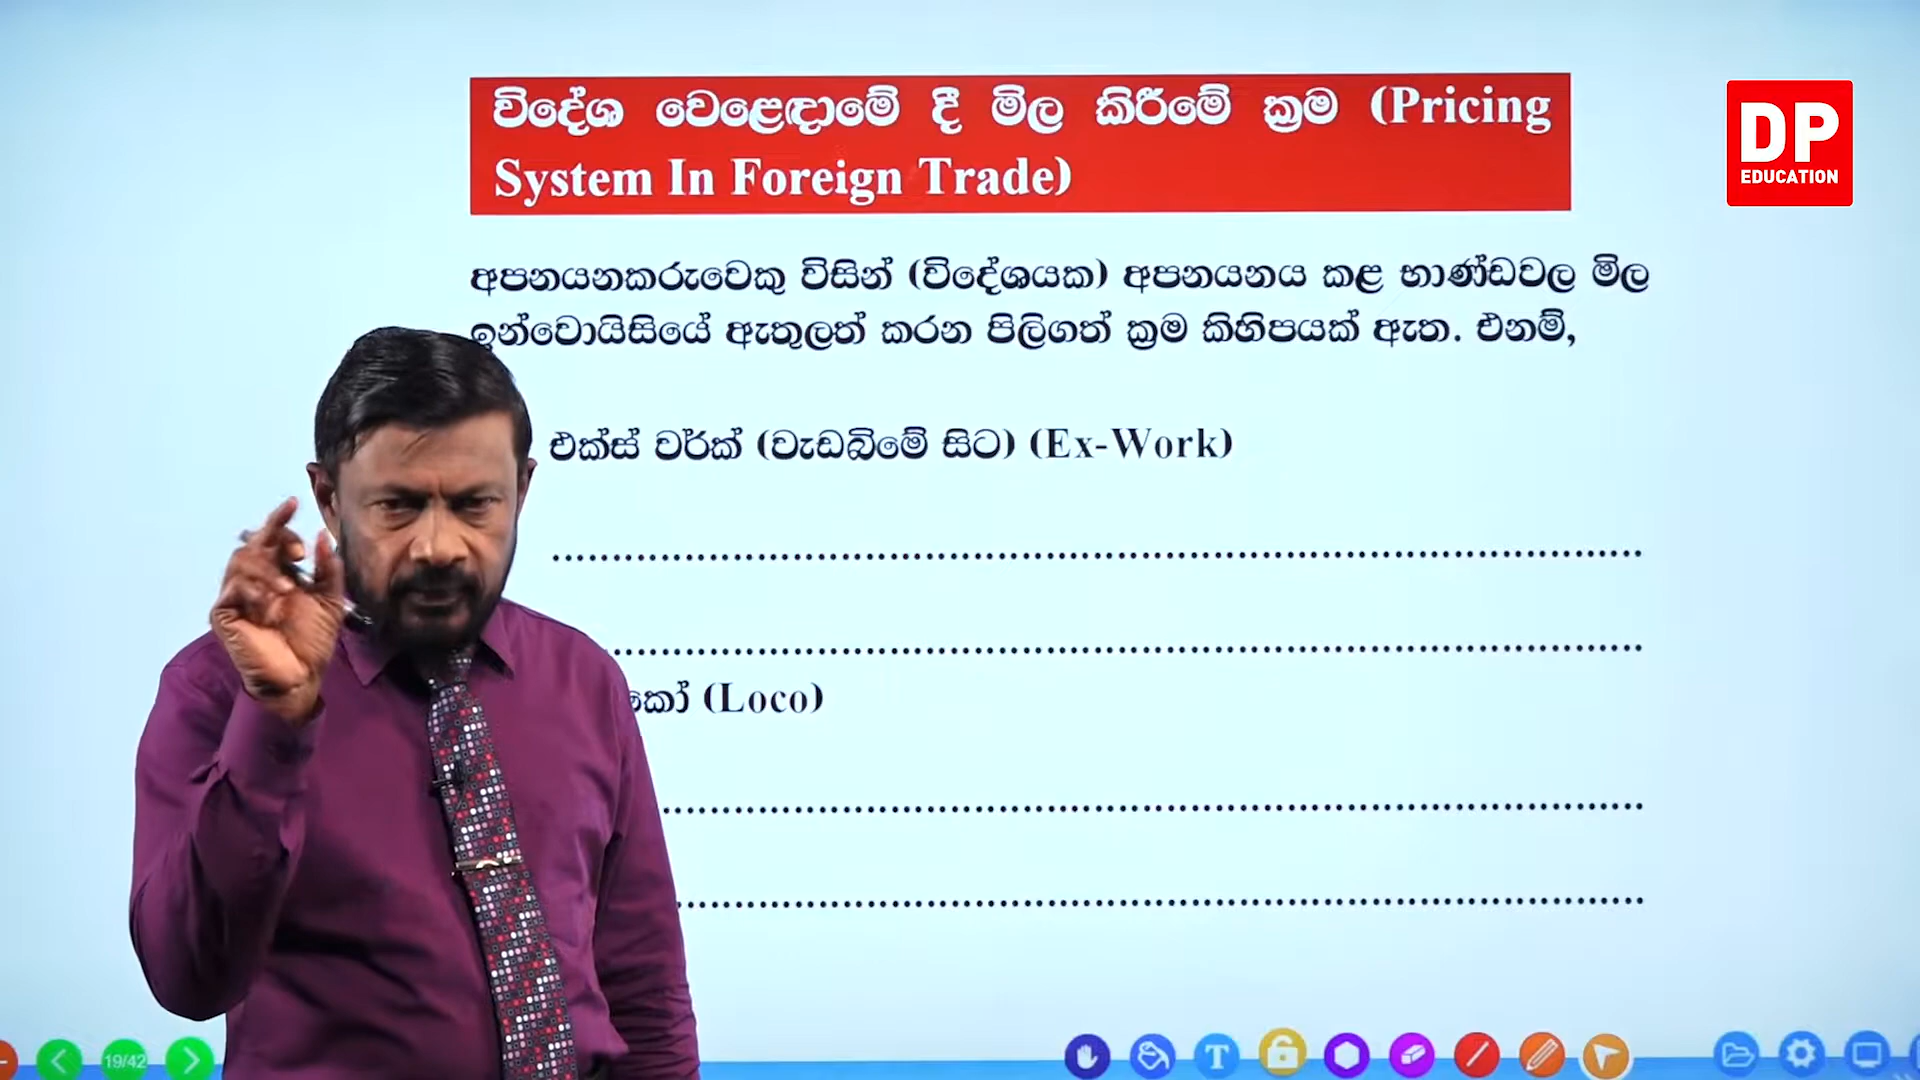 විදේශ වෙළෙඳාමේ දී මිල කිරීමේ ක්‍රම (Pricing
System In Foreign Trade)
DP
EDUCATION
අපනයනකරුවෙකු විසින් (විදේශයක) අපනයනය කළ භාණ්ඩවල මිල
ඉන්වොයිසියේ ඇතුලත් කරන පිලිගත් ක්‍රම කිහිපයක් ඇත. එනම්,
එක්ස් වර්ක් (වැඩබිමේ සිට) (Ex-Work)
(Loco)
19/42
T